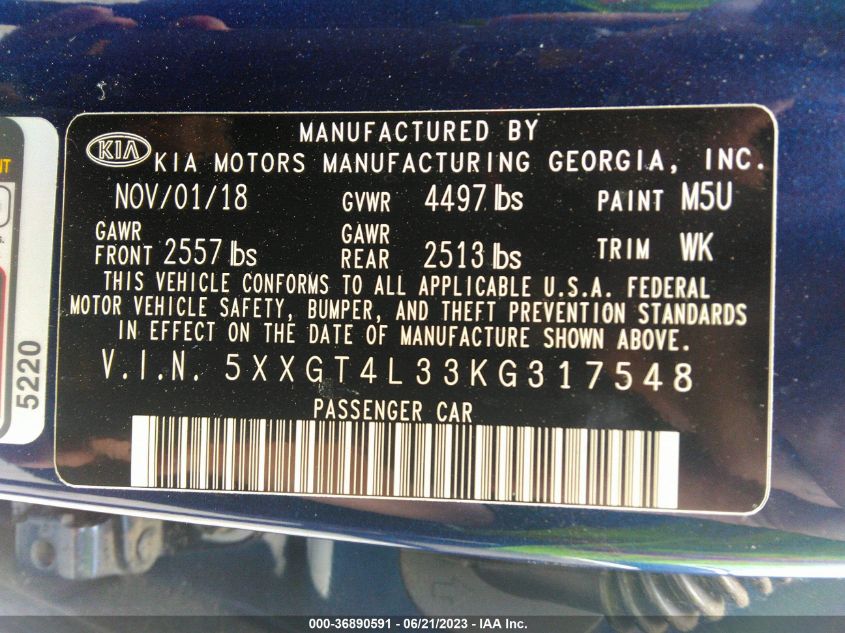 MANUFACTURED BY
KIA
KIA MOTORS MANUFACTURING GEORGIA, INC.
NOV/01/18 GVWR 4497 lbs PAINT M5U
GAWR FRONT 2557 lbs GAWR REAR 2513 lbs TRIM WK
THIS VEHICLE CONFORMS TO ALL APPLICABLE U.S.A. FEDERAL
MOTOR VEHICLE SAFETY, BUMPER, AND THEFT PREVENTION STANDARDS
IN EFFECT ON THE DATE OF MANUFACTURE SHOWN ABOVE.
V.I.N. 5XXGT4L33KG317548
PASSENGER CAR
5220
000-36890591 - 06/21/2023 - IAA Inc.